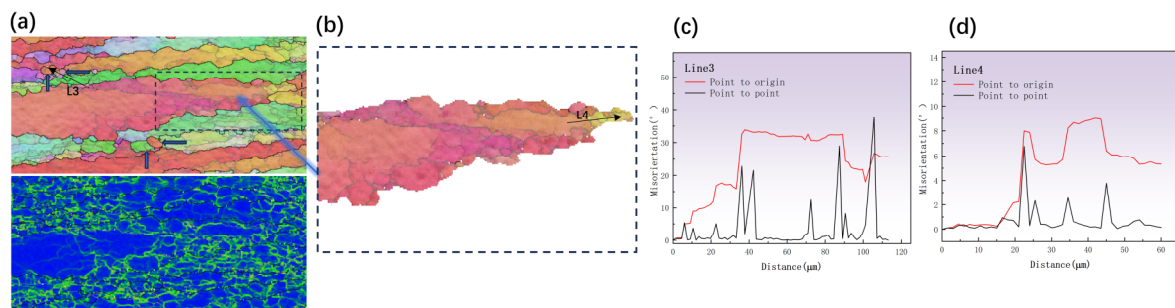 (a)
L3
(b)
L4
(c)
Line3
Point to origin
Point to point
Misorientation(°)
60
50
40
30
20
10
0
0 20 40 60 80 100 120
Distance(μm)
(d)
Line4
Point to origin
Point to point
Misorientation(°)
14
12
10
8
6
4
2
0
0 10 20 30 40 50 60
Distance(μm)